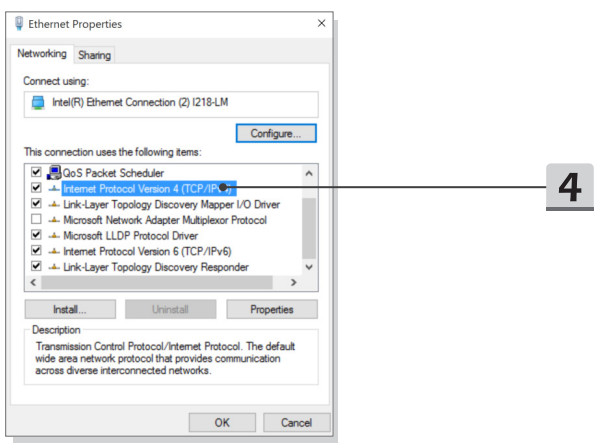 Ethernet Properties
Networking Sharing
Connect using:
Intel(R) Ethernet Connection (2) I218-LM
Configure...
This connection uses the following items:
QoS Packet Scheduler
Internet Protocol Version 4 (TCP/IPv4)
4
Link-Layer Topology Discovery Mapper I/O Driver
Microsoft Network Adapter Multiplexor Protocol
Microsoft LLDP Protocol Driver
Internet Protocol Version 6 (TCP/IPv6)
Link-Layer Topology Discovery Responder
Install... Uninstall Properties
Description
Transmission Control Protocol/Internet Protocol. The default
wide area network protocol that provides communication
across diverse interconnected networks.
OK Cancel